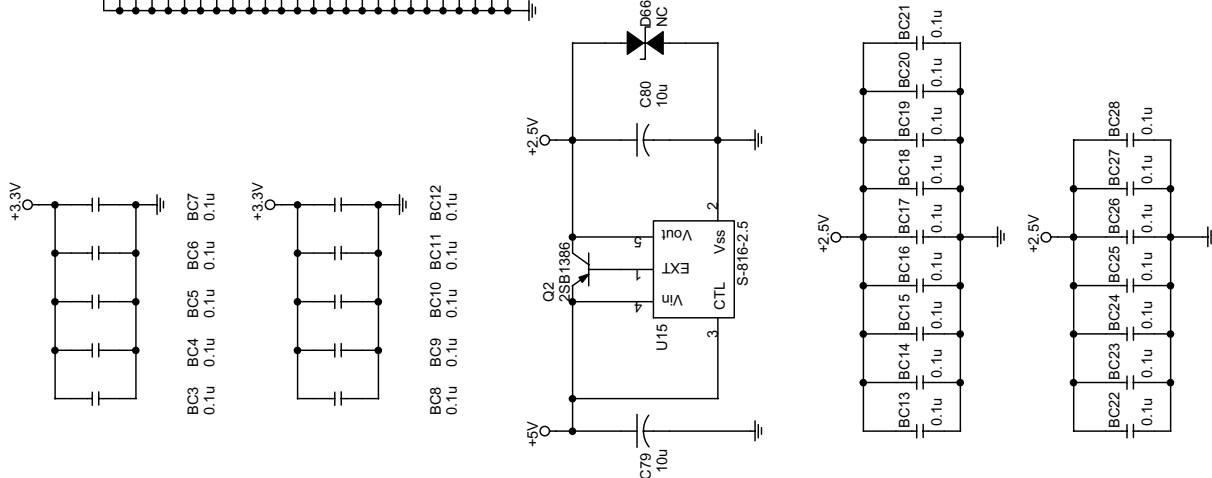 +3.3V
BC7
0.1u
BC6
0.1u
BC5
0.1u
BC4
0.1u
BC3
0.1u
+3.3V
BC12
0.1u
BC11
0.1u
BC10
0.1u
BC9
0.1u
BC8
0.1u
D66
NC
C80
10u
+2.5V
2
5
Vout
Vss
1
EXT
4
Vin
CTL
3
S-816-2.5
U15
Q2
2SB1386
+5V
C79
10u
BC21
0.1u
BC20
0.1u
BC19
0.1u
BC18
0.1u
+2.5V
BC17
0.1u
BC16
0.1u
BC15
0.1u
BC14
0.1u
BC13
0.1u
BC28
0.1u
BC27
0.1u
+2.5V
BC26
0.1u
BC25
0.1u
BC24
0.1u
BC23
0.1u
BC22
0.1u